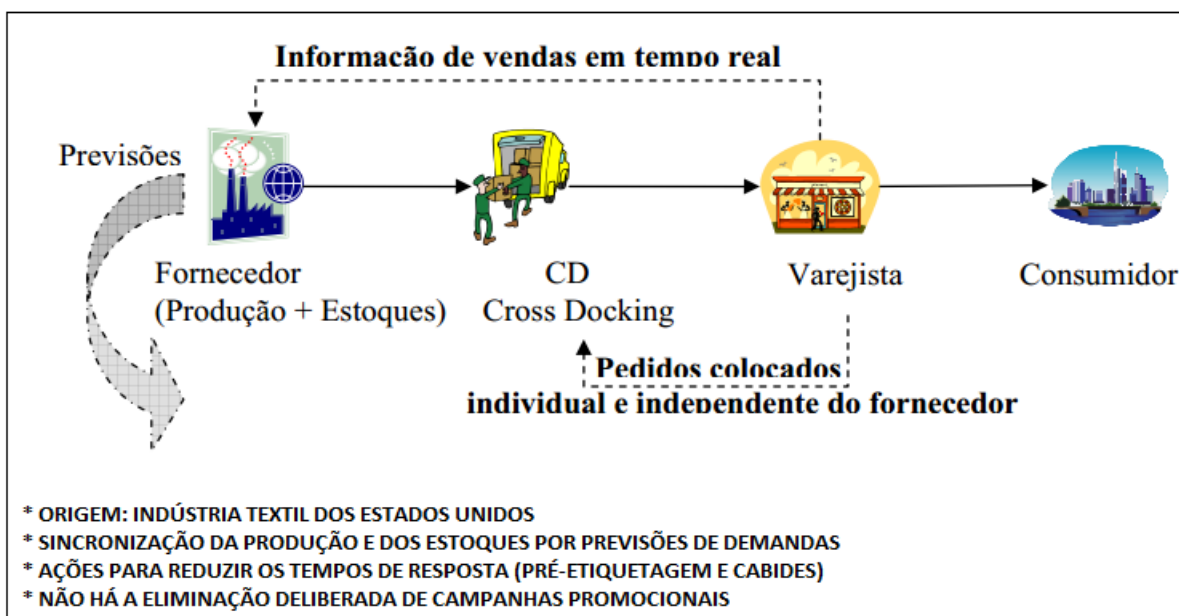 Informação de vendas em tempo real
Previsões
Fornecedor
(Produção + Estoques)
CD
Cross Docking
Varejista
Consumidor
Pedidos colocados
individual e independente do fornecedor
* ORIGEM: INDÚSTRIA TEXTIL DOS ESTADOS UNIDOS
* SINCRONIZAÇÃO DA PRODUÇÃO E DOS ESTOQUES POR PREVISÕES DE DEMANDAS
* AÇÕES PARA REDUZIR OS TEMPOS DE RESPOSTA (PRÉ-ETIQUETAGEM E CABIDES)
* NÃO HÁ A ELIMINAÇÃO DELIBERADA DE CAMPANHAS PROMOCIONAIS